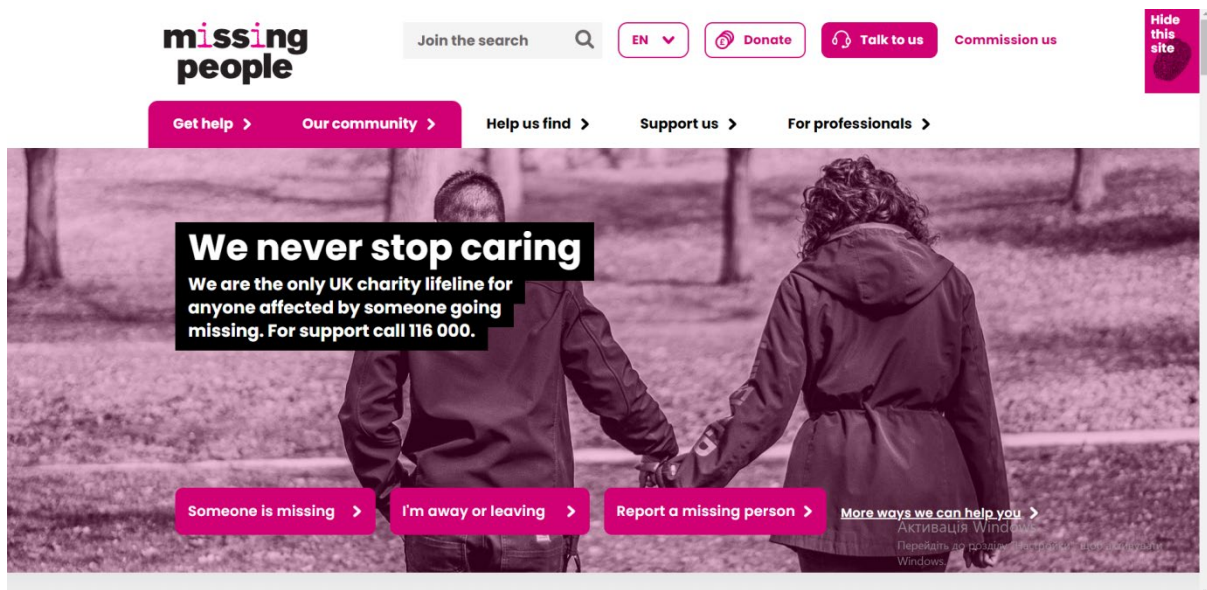 missing
people
Join the search
EN
Donate
Talk to us
Commission us
Hide
this
site
Get help
Our community
Help us find
Support us
For professionals
We never stop caring
We are the only UK charity lifeline for
anyone affected by someone going
missing. For support call 116 000.
Someone is missing
I'm away or leaving
Report a missing person
More ways we can help you
Активація Windows
Перейдіть до розділу
Windows.